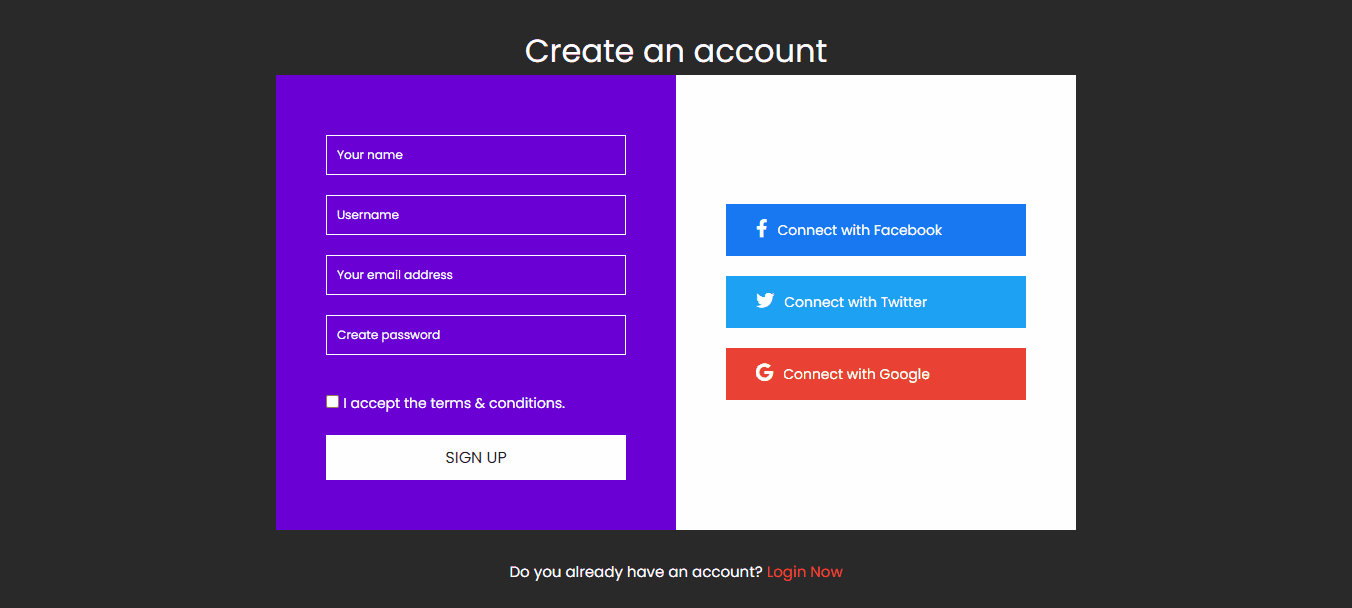 Create an account
Your name
Username
Your email address
Create password
I accept the terms & conditions.
SIGN UP
Connect with Facebook
Connect with Twitter
Connect with Google
Do you already have an account? Login Now